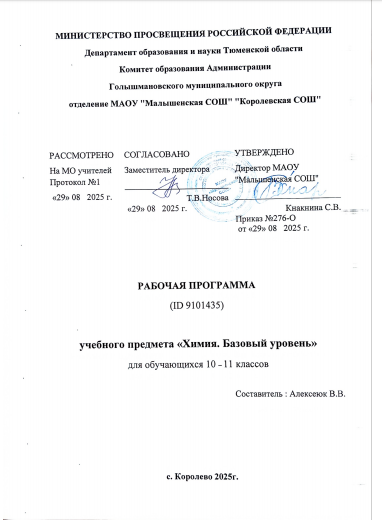 МИНИСТЕРСТВО ПРОСВЕЩЕНИЯ РОССИЙСКОЙ ФЕДЕРАЦИИ
Департамент образования и науки Тюменской области
Комитет образования Администрации
Голышмановского муниципального округа
отделение МАОУ "Малышенская СОШ" "Королевская СОШ"
РАССМОТРЕНО СОГЛАСОВАНО УТВЕРЖДЕНО
На МО учителей Заместитель директора Директор МАОУ
Протокол №1 "Малышенская СОШ"
«29» 08 2025 г. Т.В.Носова
«29» 08 2025 г. Кнакнина С.В.
Приказ №276-О
от «29» 08 2025 г.
РАБОЧАЯ ПРОГРАММА
(ID 9101435)
учебного предмета «Химия. Базовый уровень»
для обучающихся 10 – 11 классов
Составитель : Алексеюк В.В.
с. Королево 2025г.